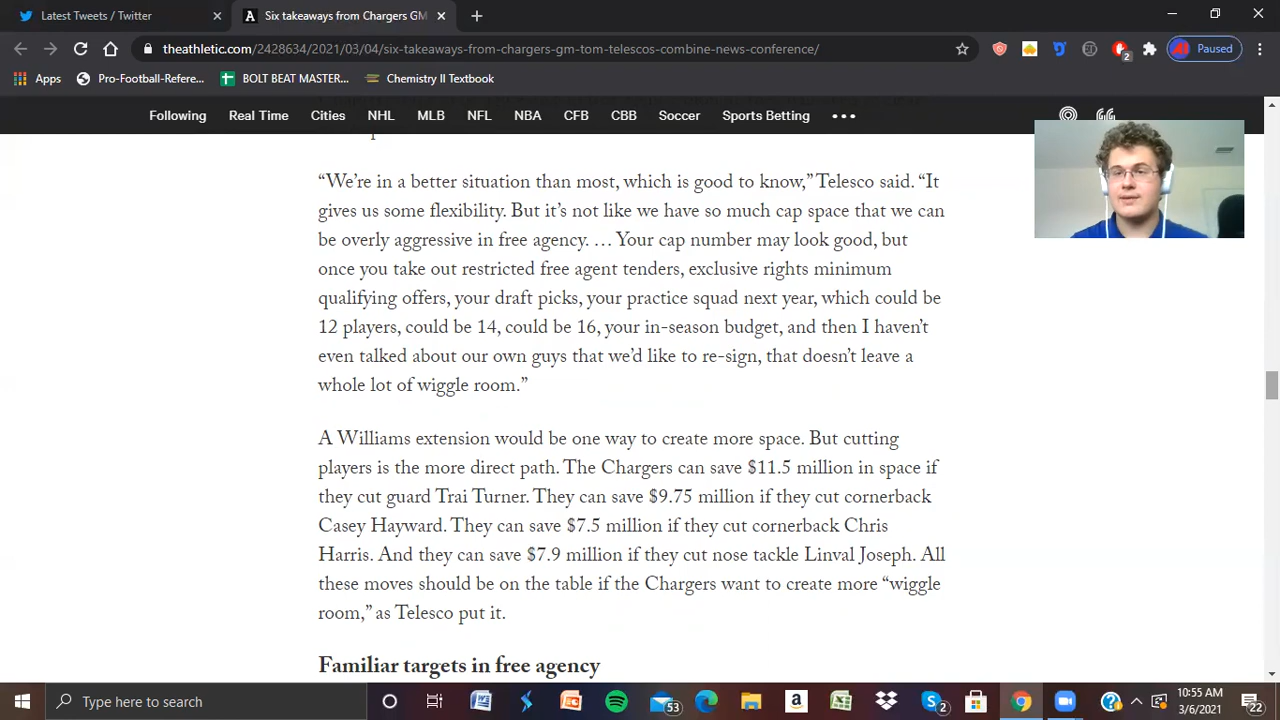 Latest Tweets / Twitter
Six takeaways from Chargers GM
theathletic.com/2428634/2021/03/04/six-takeaways-from-chargers-gm-tom-telescos-combine-news-conference/
2
Paused
Apps
Pro-Football-Refere...
BOLT BEAT MASTER...
Chemistry II Textbook
Following
Real Time
Cities
NHL
MLB
NFL
NBA
CFB
CBB
Soccer
Sports Betting
“We’re in a better situation than most, which is good to know,” Telesco said. “It
gives us some flexibility. But it’s not like we have so much cap space that we can
be overly aggressive in free agency. … Your cap number may look good, but
once you take out restricted free agent tenders, exclusive rights minimum
qualifying offers, your draft picks, your practice squad next year, which could be
12 players, could be 14, could be 16, your in-season budget, and then I haven’t
even talked about our own guys that we’d like to re-sign, that doesn’t leave a
whole lot of wiggle room.”
A Williams extension would be one way to create more space. But cutting
players is the more direct path. The Chargers can save $11.5 million in space if
they cut guard Trai Turner. They can save $9.75 million if they cut cornerback
Casey Hayward. They can save $7.5 million if they cut cornerback Chris
Harris. And they can save $7.9 million if they cut nose tackle Linval Joseph. All
these moves should be on the table if the Chargers want to create more “wiggle
room,” as Telesco put it.
Familiar targets in free agency
Type here to search
53
2
10:55 AM
3/6/2021
22